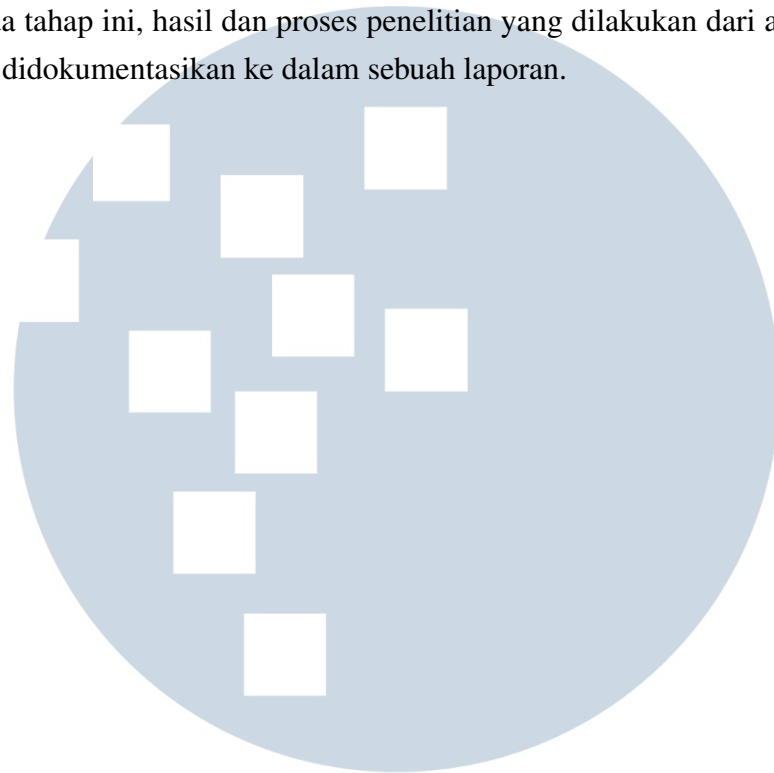 tahap ini, hasil dan proses penelitian yang dilakukan dari
didokumentasikan ke dalam sebuah laporan.